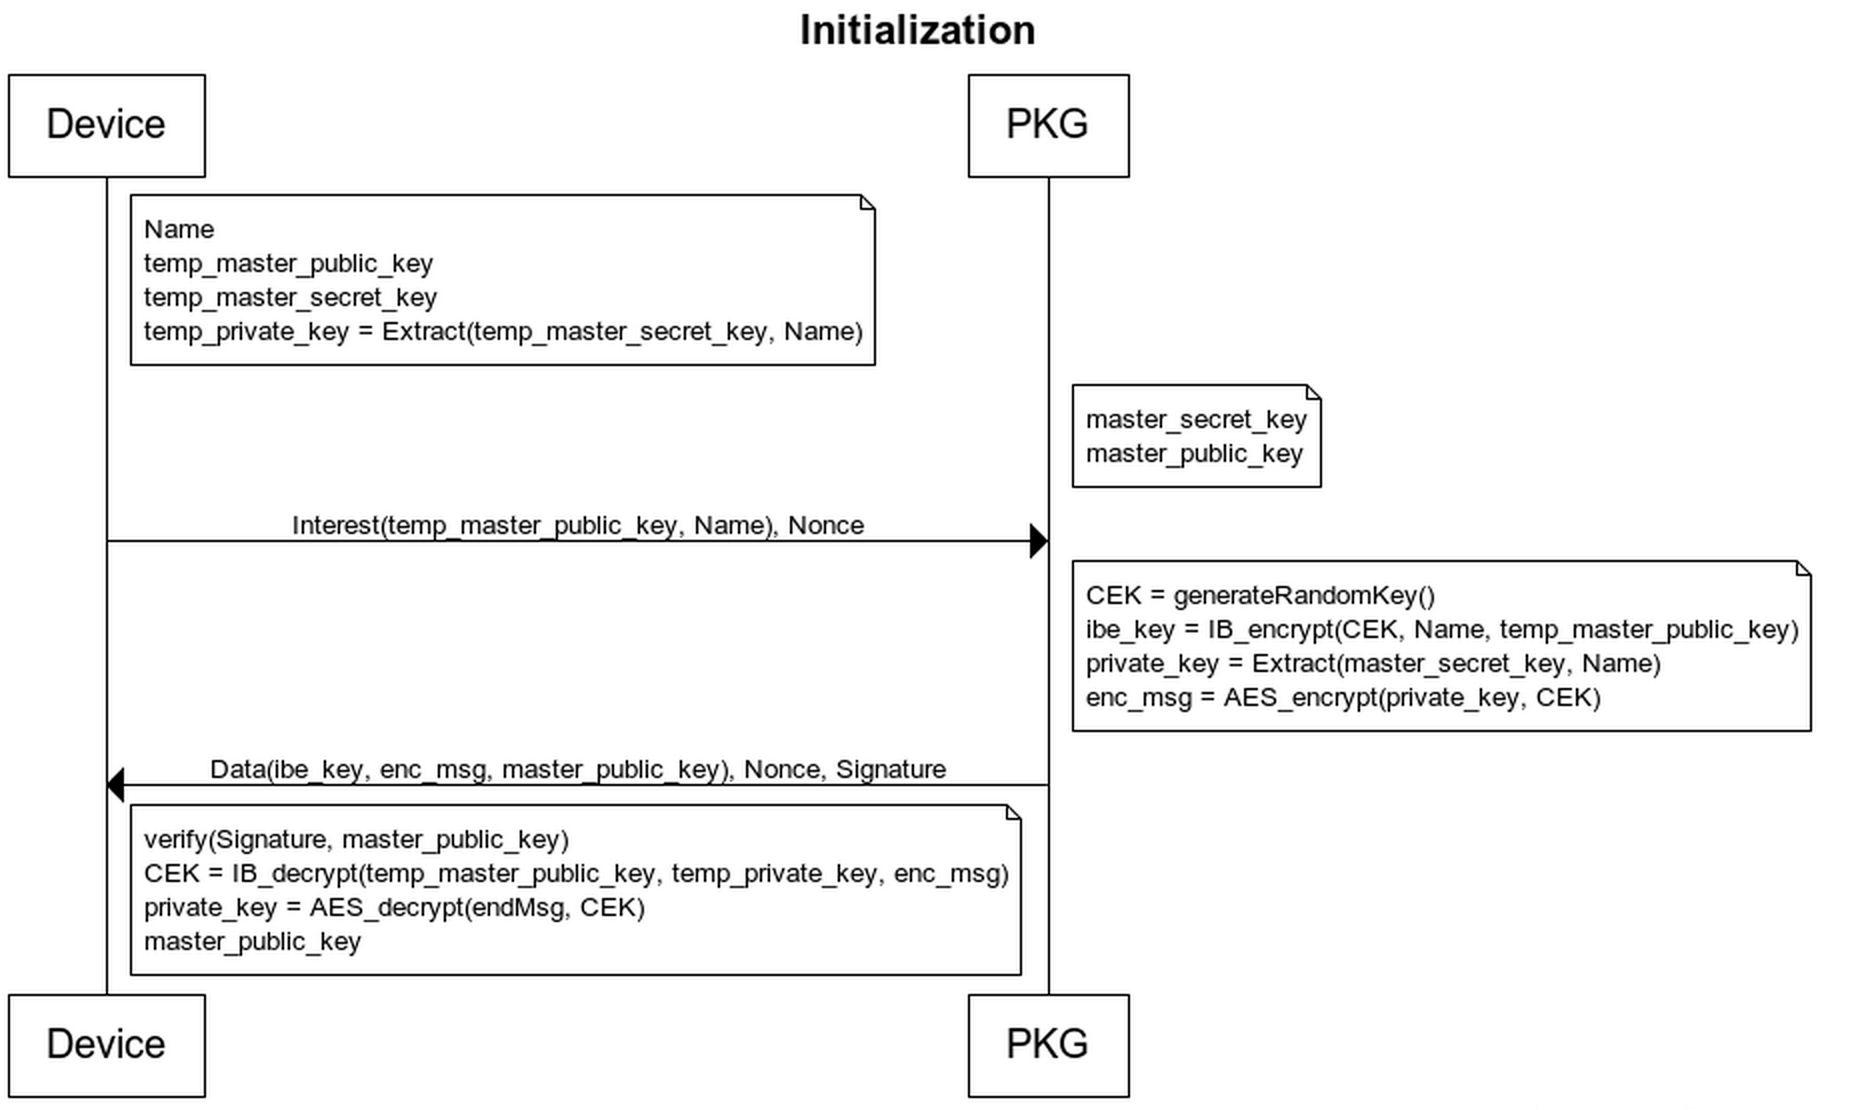 Initialization
Device
PKG
Name
temp_master_public_key
temp_master_secret_key
temp_private_key = Extract(temp_master_secret_key, Name)
master_secret_key
master_public_key
Interest(temp_master_public_key, Name), Nonce
CEK = generateRandomKey()
ibe_key = IB_encrypt(CEK, Name, temp_master_public_key)
private_key = Extract(master_secret_key, Name)
enc_msg = AES_encrypt(private_key, CEK)
Data(ibe_key, enc_msg, master_public_key), Nonce, Signature
verify(Signature, master_public_key)
CEK = IB_decrypt(temp_master_public_key, temp_private_key, enc_msg)
private_key = AES_decrypt(endMsg, CEK)
master_public_key
Device
PKG